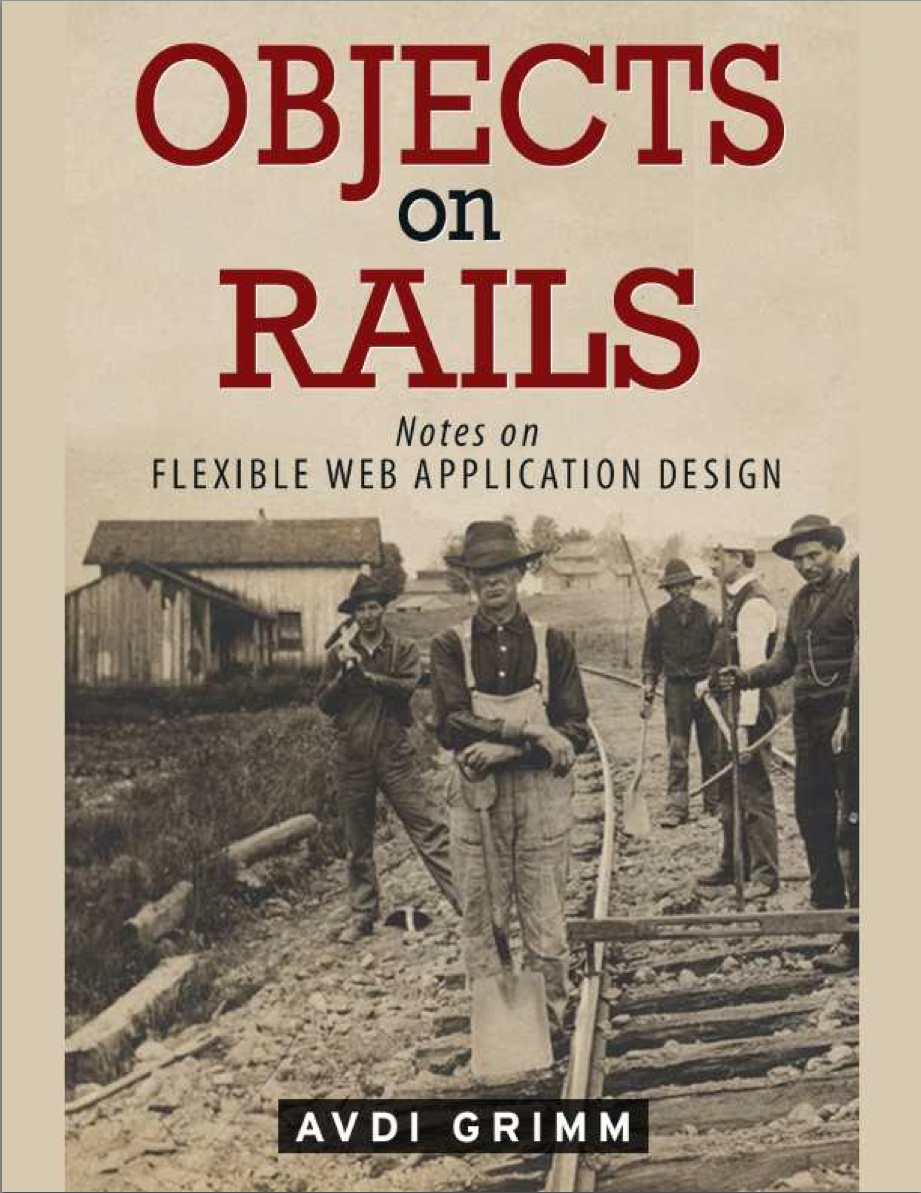 OBJECTS
on
RAILS
Notes on
FLEXIBLE WEB APPLICATION DESIGN
AVDI GRIMM